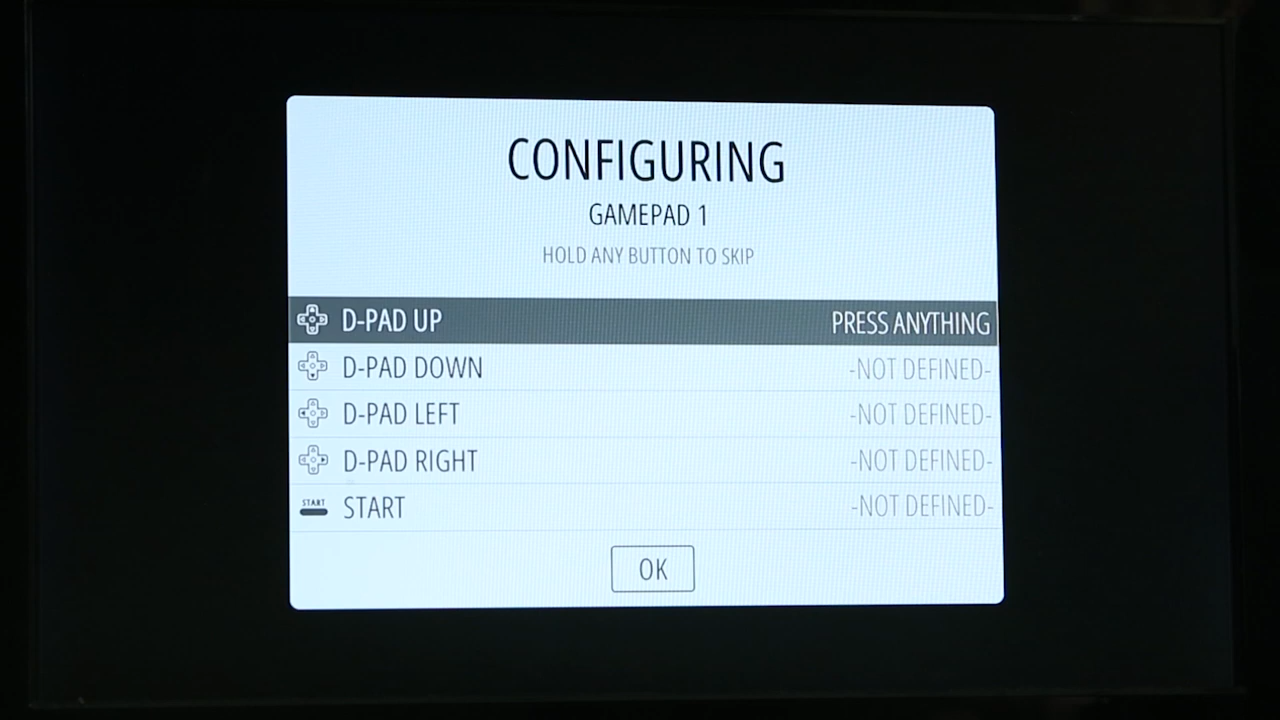 CONFIGURING
GAMEPAD 1
HOLD ANY BUTTON TO SKIP
D-PAD UP PRESS ANYTHING
D-PAD DOWN -NOT DEFINED-
D-PAD LEFT -NOT DEFINED-
D-PAD RIGHT -NOT DEFINED-
START START -NOT DEFINED-
OK